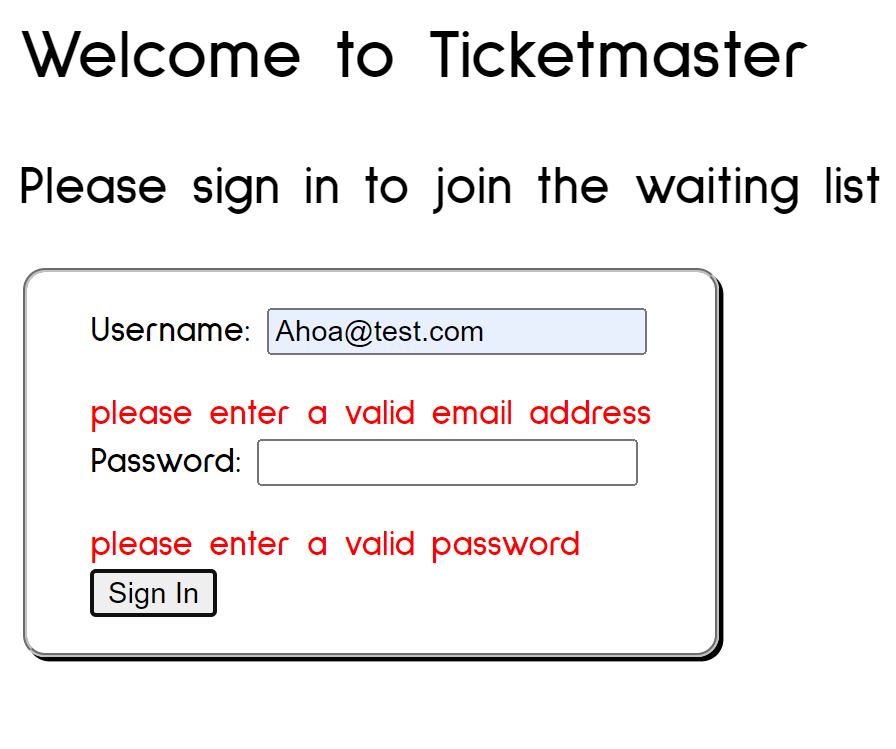 Welcome to Ticketmaster
Please sign in to join the waiting list
Username: Ahoa@test.com
please enter a valid email address
Password:
please enter a valid password
Sign In